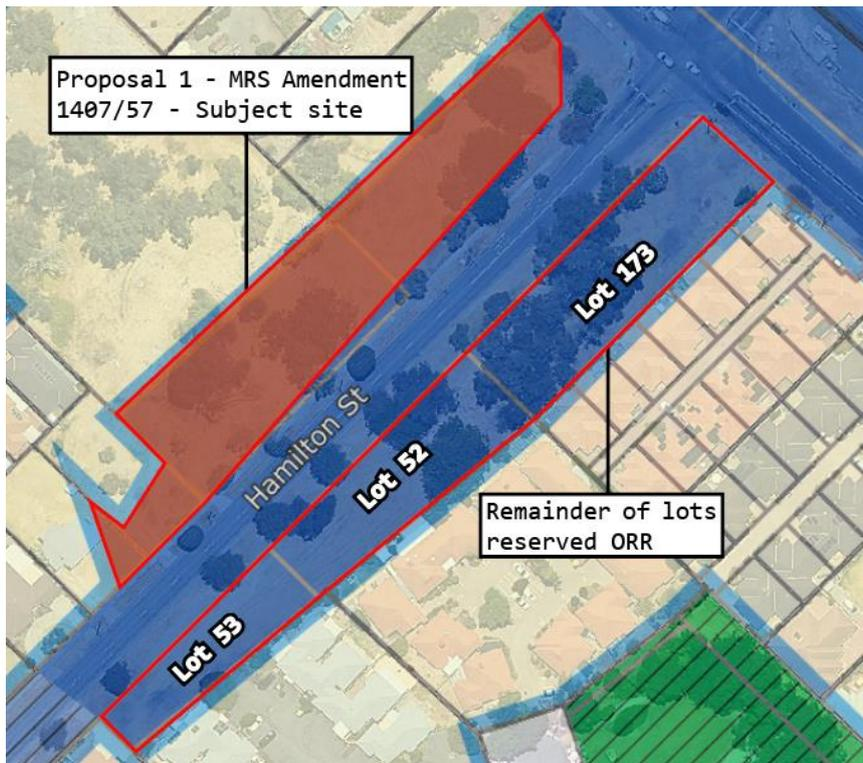 Proposal 1 - MRS Amendment
1407/57 - Subject site
Lot 173
Hamilton St
Lot 52
Remainder of lots
reserved ORR
Lot 53